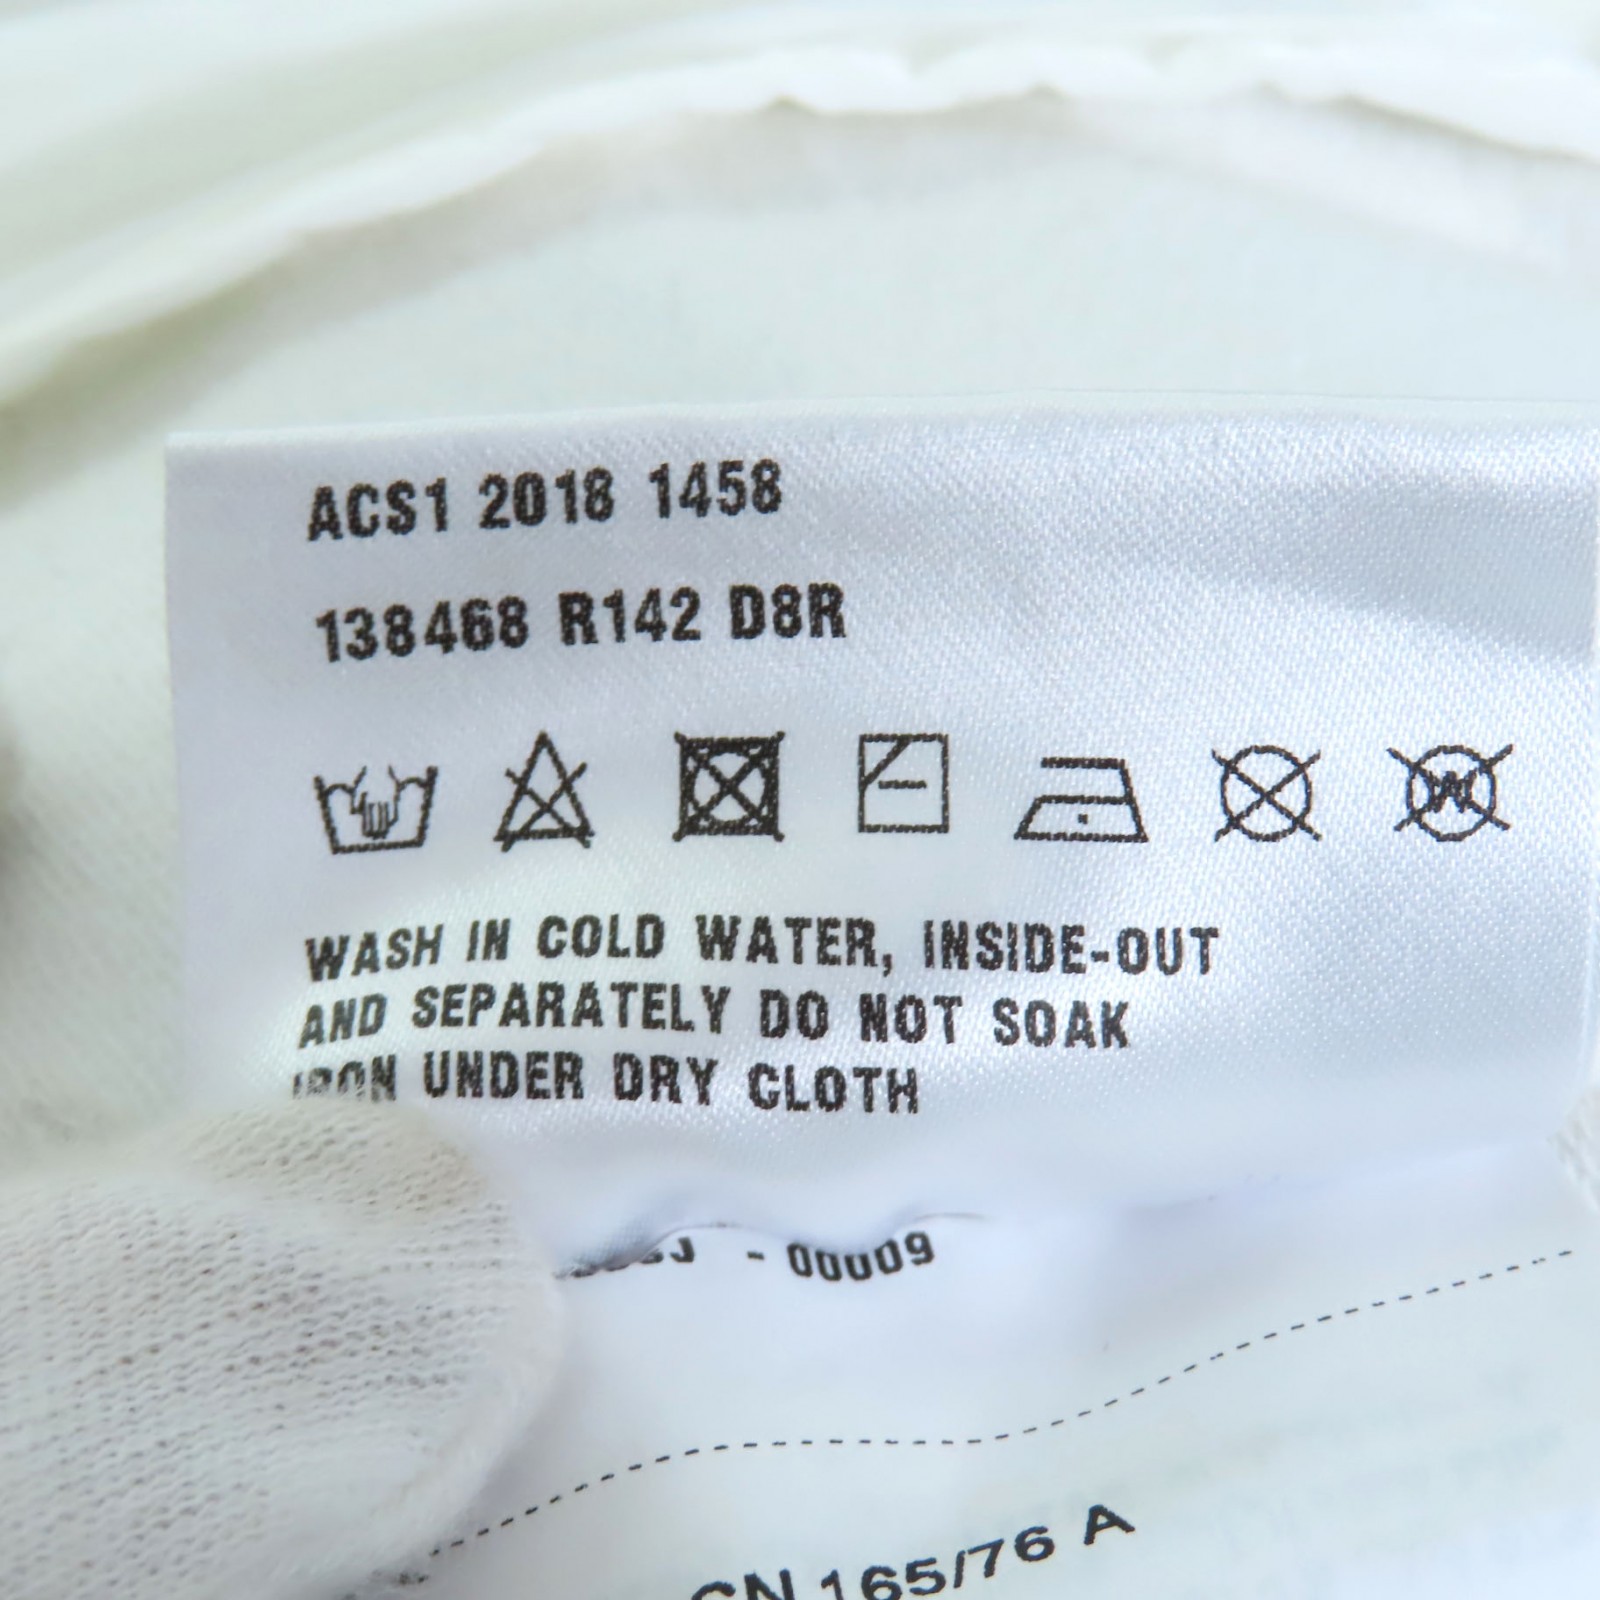 ACS1 2018 1458
138468 R142 D8R
WASH IN COLD WATER, INSIDE-OUT
AND SEPARATELY DO NOT SOAK
IRON UNDER DRY CLOTH
- 00009
CN 165/76 A